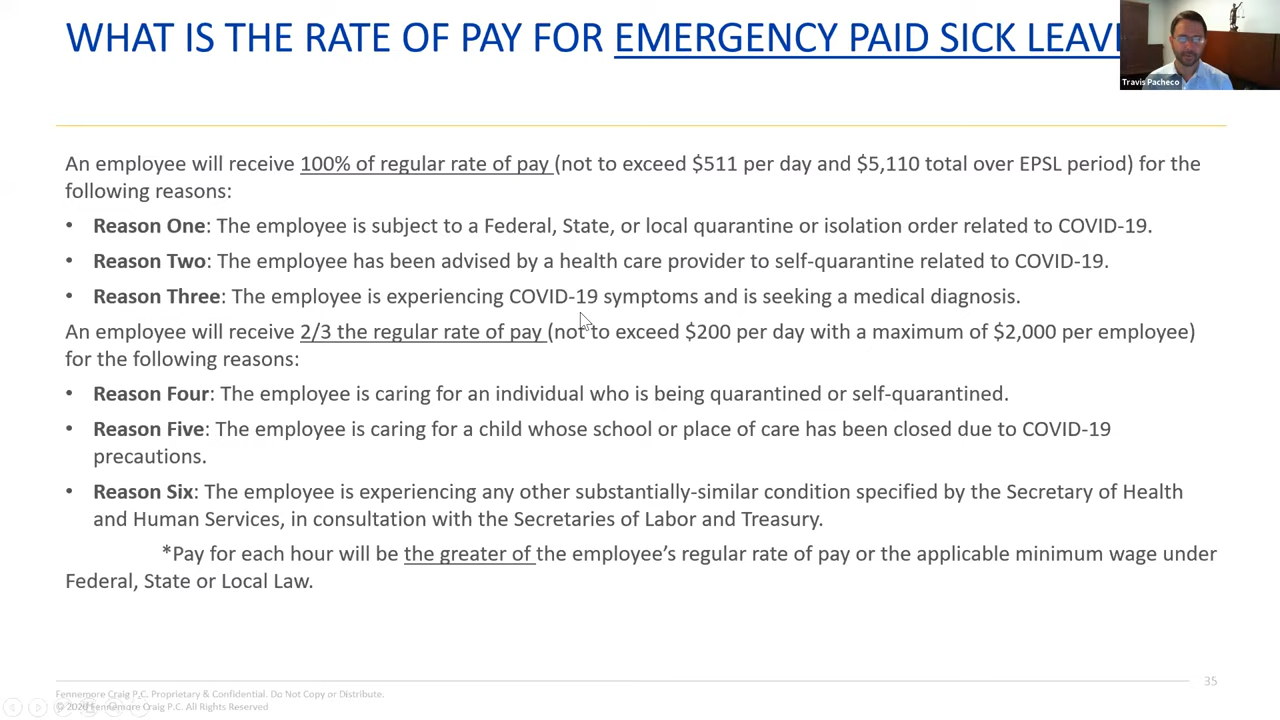 WHAT IS THE RATE OF PAY FOR EMERGENCY PAID SICK LEAV
Travis Pacheco
An employee will receive 100% of regular rate of pay (not to exceed $511 per day and $5,110 total over EPSL period) for the
following reasons:
• Reason One: The employee is subject to a Federal, State, or local quarantine or isolation order related to COVID-19.
• Reason Two: The employee has been advised by a health care provider to self-quarantine related to COVID-19.
• Reason Three: The employee is experiencing COVID-19 symptoms and is seeking a medical diagnosis.
An employee will receive 2/3 the regular rate of pay (not to exceed $200 per day with a maximum of $2,000 per employee)
for the following reasons:
• Reason Four: The employee is caring for an individual who is being quarantined or self-quarantined.
• Reason Five: The employee is caring for a child whose school or place of care has been closed due to COVID-19
precautions.
• Reason Six: The employee is experiencing any other substantially-similar condition specified by the Secretary of Health
and Human Services, in consultation with the Secretaries of Labor and Treasury.
*Pay for each hour will be the greater of the employee's regular rate of pay or the applicable minimum wage under
Federal, State or Local Law.
35
Fennemore Craig P.C. Proprietary & Confidential. Do Not Copy or Distribute.
© 2020 Fennemore Craig P.C. All Rights Reserved